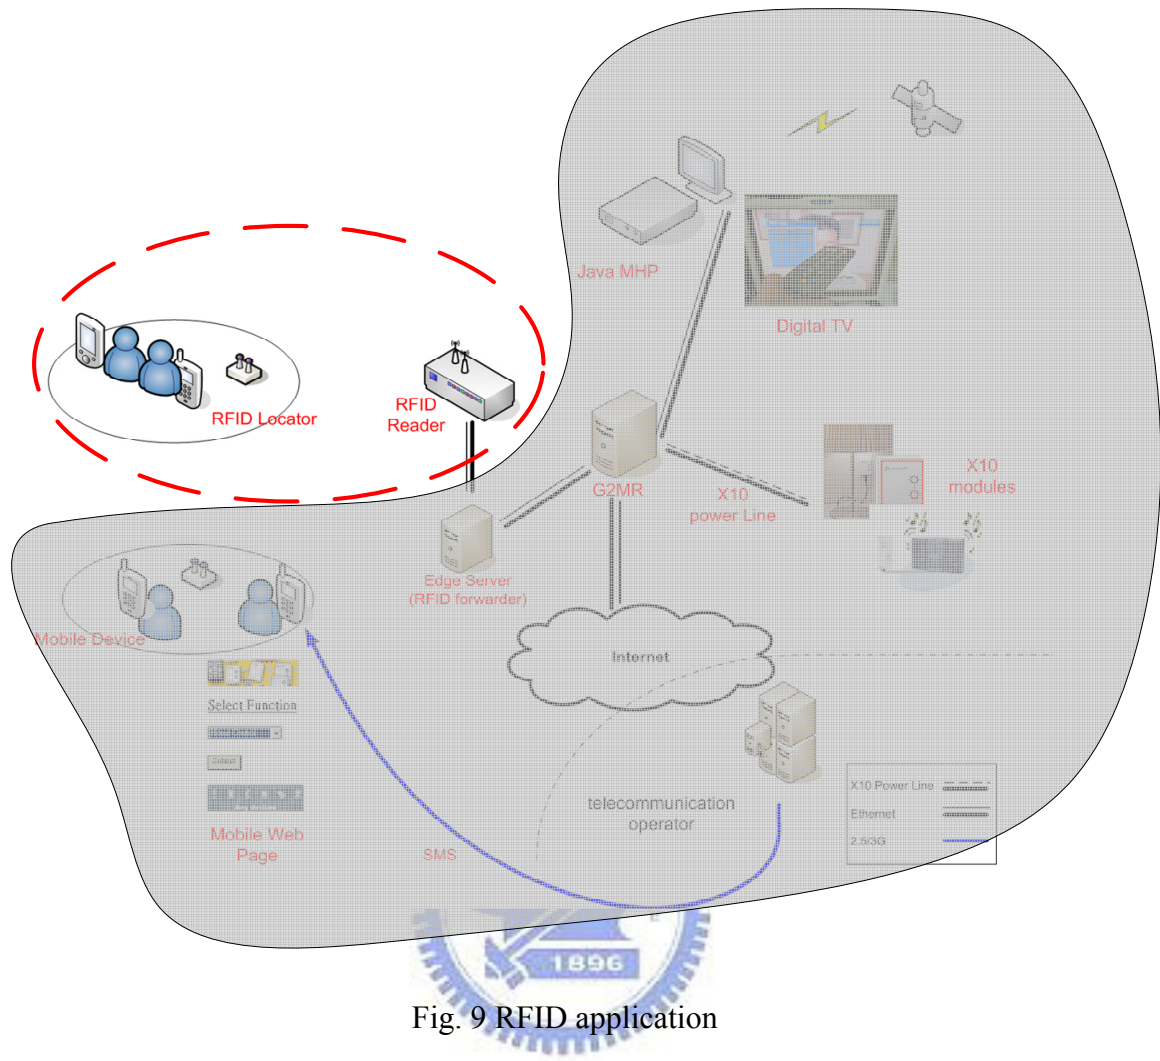 Java MHP
Digital TV
RFID Locator
RFID
Reader
G2MR
X10
power Line
X10
modules
Edge Server
(RFID forwarder)
Mobile Device
Internet
Select Function
Select
Any devices
Mobile Web
Page
SMS
telecommunication
operator
X10 Power Line
Ethernet
2.5/3G
E
1896
Fig. 9 RFID application